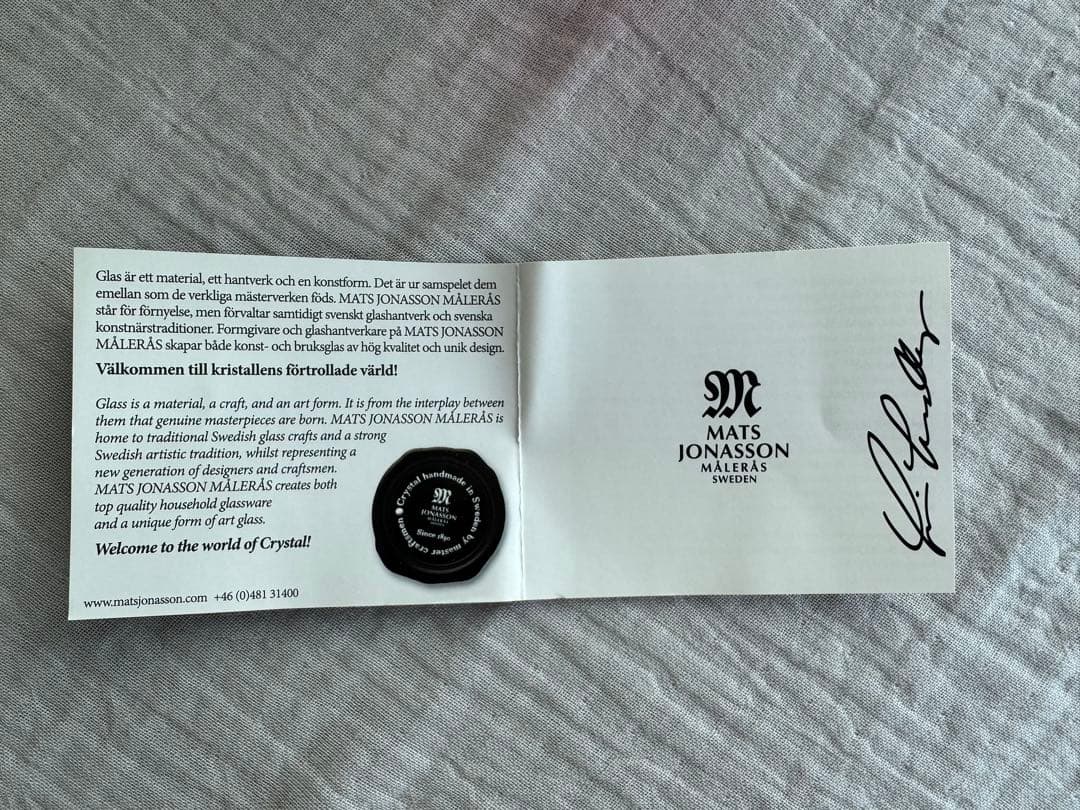 Glas är ett material, ett hantverk och en konstform. Det är ur samspelet dem
emellan som de verkliga mästerverken föds. MATS JONASSON MÅLERÅS
står för förnyelse, men förvaltar samtidigt svenskt glashantverk och svenska
konstnärstraditioner. Formgivare och glashantverkare på MATS JONASSON
MÅLERÅS skapar både konst- och bruksglas av hög kvalitet och unik design.
Välkommen till kristallens förtrollade värld!
Glass is a material, a craft, and an art form. It is from the interplay between
them that genuine masterpieces are born. MATS JONASSON MÅLERÅS is
home to traditional Swedish glass crafts and a strong
Swedish artistic tradition, whilst representing a
new generation of designers and craftsmen.
MATS JONASSON MÅLERÅS creates both
top quality household glassware
and a unique form of art glass.
Welcome to the world of Crystal!
www.matsjonasson.com +46 (0)481 31400
Crystal handmade in Sweden by master craftsmen
M
MATS
JONASSON
MÅLERÅS
Since 1890
M
MATS
JONASSON
MÅLERÅS
SWEDEN